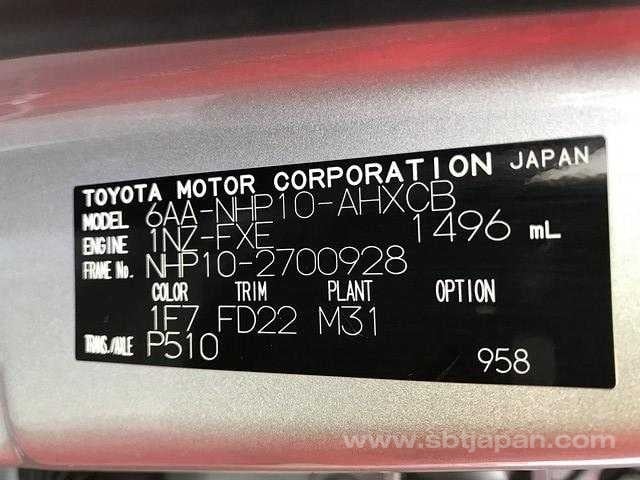 TOYOTA MOTOR CORPORATION JAPAN
MODEL 6AA-NHP10-AHXCB
ENGINE 1NZ-FXE 1496 mL
FRAME No. NHP10-2700928
COLOR TRIM PLANT OPTION
1F7 FD22 M31
TRANS./AXLE P510
958
www.sbtjapan.com